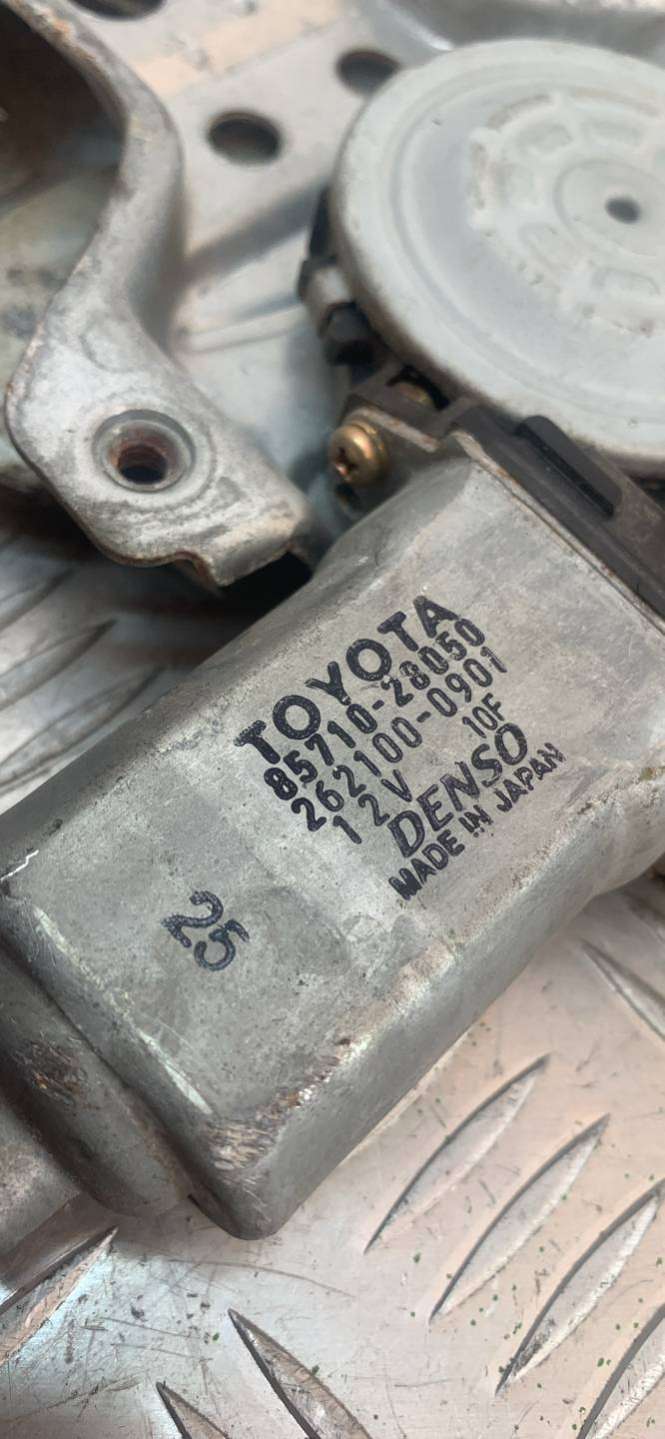 TOYOTA
85710-28050
262100-0901
12V 10F
DENSO
MADE IN JAPAN
25